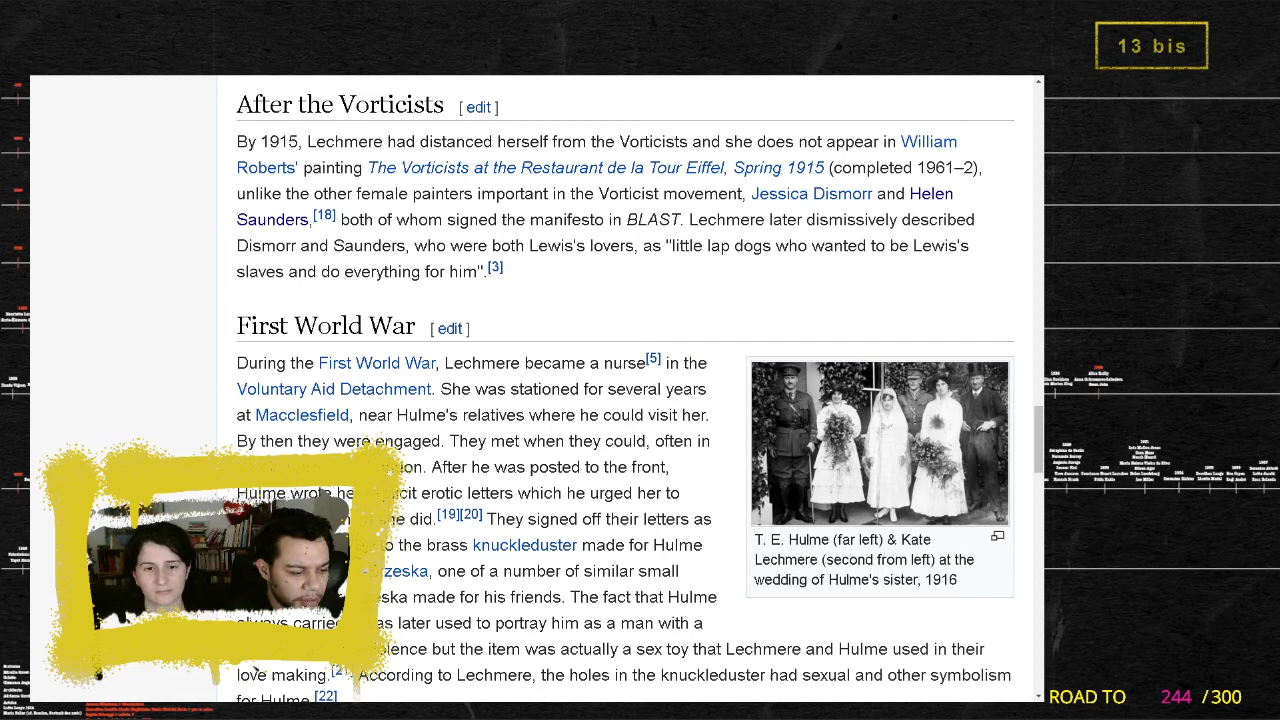 13 bis
After the Vorticists [ edit ]
By 1915, Lechmere had distanced herself from the Vorticists and she does not appear in William
Roberts' painting The Vorticists at the Restaurant de la Tour Eiffel, Spring 1915 (completed 1961–2),
unlike the other female painters important in the Vorticist movement, Jessica Dismorr and Helen
Saunders,[18] both of whom signed the manifesto in BLAST. Lechmere later dismissively described
Dismorr and Saunders, who were both Lewis's lovers, as "little lap dogs who wanted to be Lewis's
slaves and do everything for him".[3]
First World War [ edit ]
During the First World War, Lechmere became a nurse[5] in the
Voluntary Aid Detachment. She was stationed for several years
at Macclesfield, near Hulme's relatives where he could visit her.
By then they were engaged. They met when they could, often in
on. After he was posted to the front,
Hulme wrote he cit erotic letters which he urged her to
he did.[19][20] They signed off their letters as
o the brass knuckleduster made for Hulme
rzeska, one of a number of similar small
eska made for his friends. The fact that Hulme
always carrie as later used to portray him as a man with a
lence but the item was actually a sex toy that Lechmere and Hulme used in their
love making.[2 According to Lechmere, the holes in the knuckleduster had sexual and other symbolism
for Hulme.[22]
T. E. Hulme (far left) & Kate
Lechmere (second from left) at the
wedding of Hulme's sister, 1916
ROAD TO 244 / 300